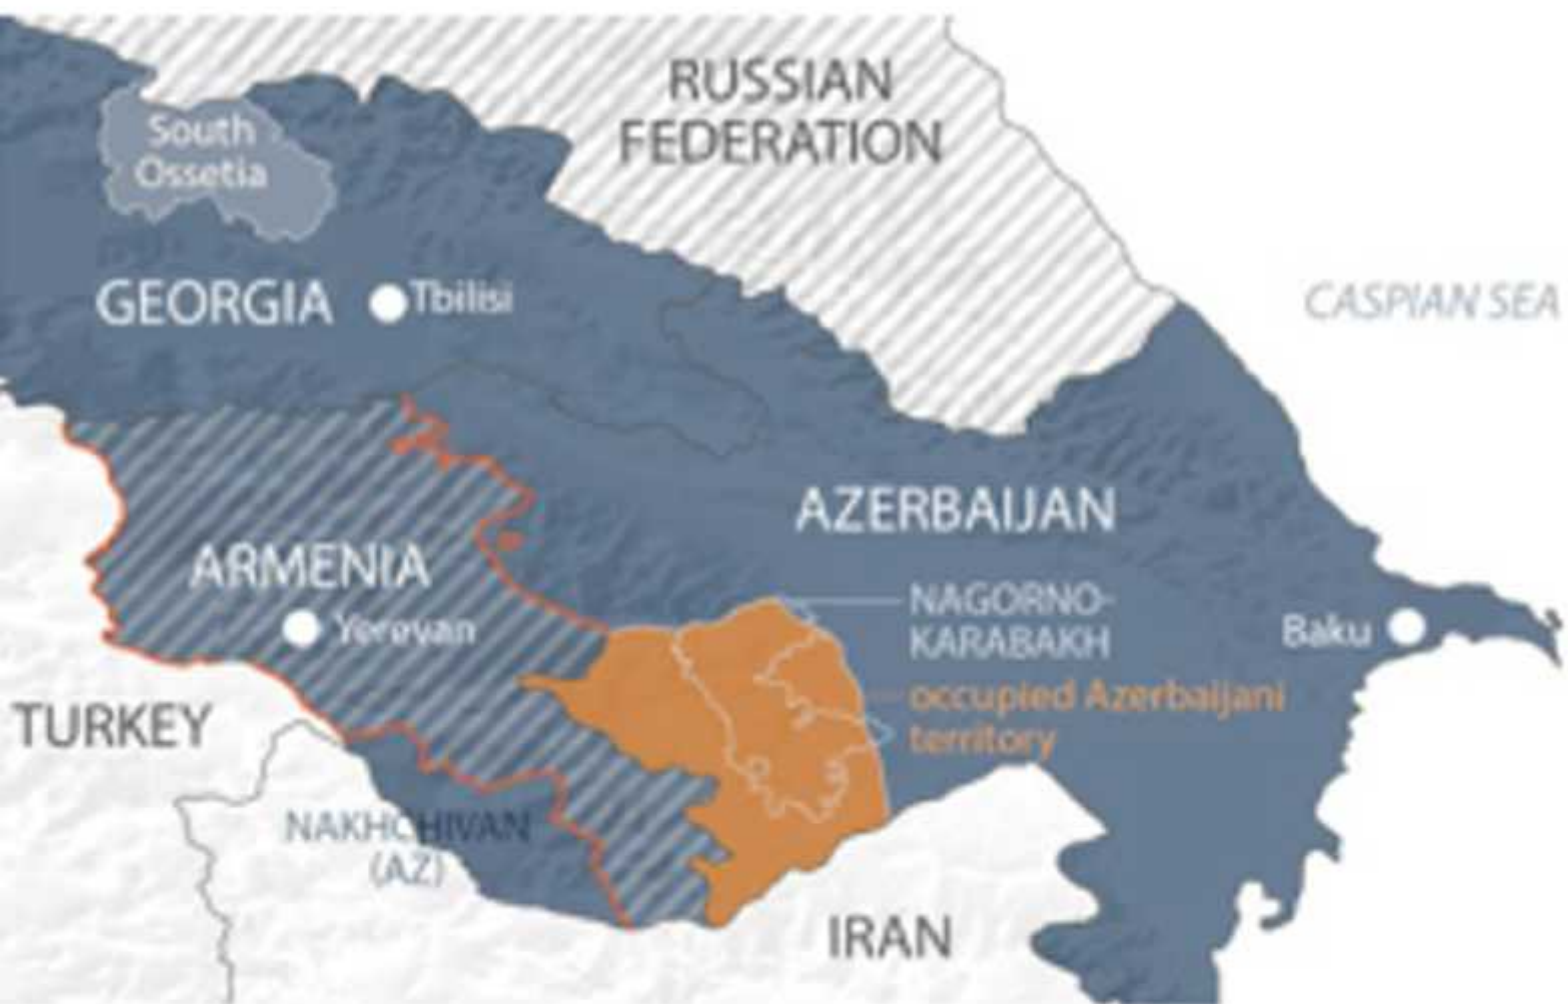 RUSSIAN
FEDERATION
South
Ossetia
GEORGIA
Tbilisi
CASPIAN SEA
AZERBAIJAN
ARMENIA
Yerevan
NAGORNO-
KARABAKH
Baku
occupied Azerbaijani
territory
TURKEY
NAKHCHIVAN
(AZ)
IRAN